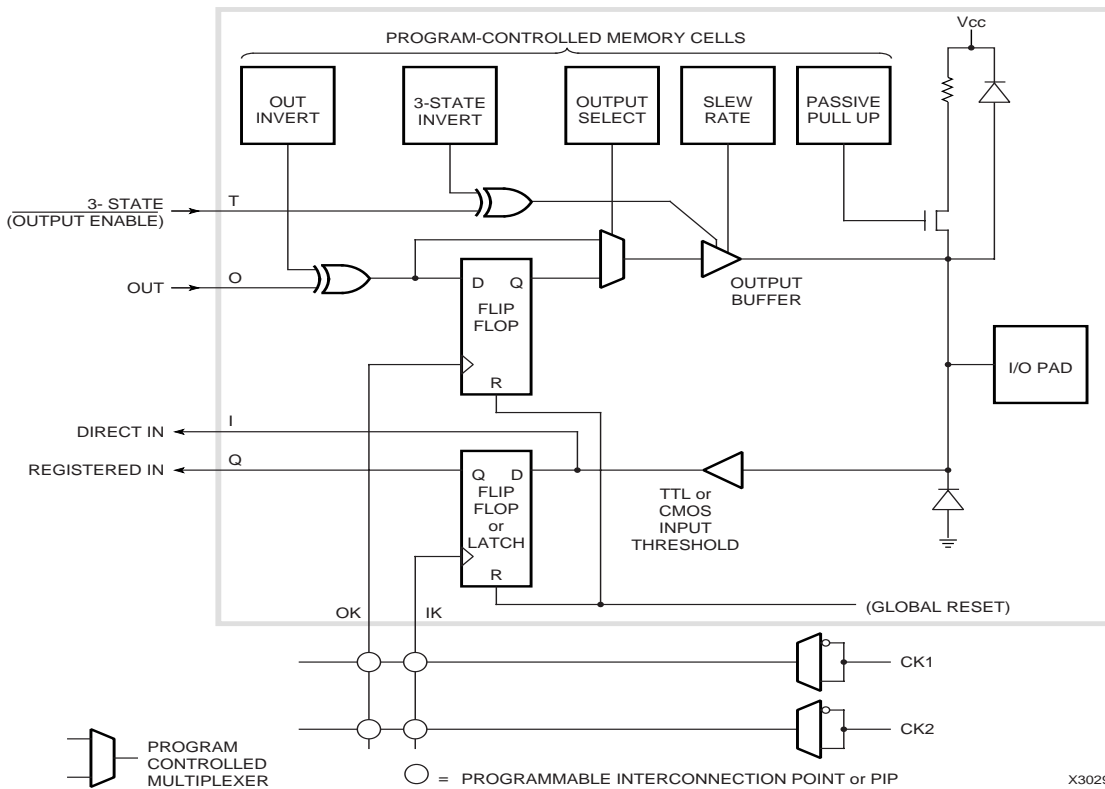 Vcc
PROGRAM-CONTROLLED MEMORY CELLS
OUT
INVERT
3-STATE
INVERT
OUTPUT
SELECT
SLEW
RATE
PASSIVE
PULL UP
3- STATE
(OUTPUT ENABLE)
T
OUT
O
D Q
FLIP
FLOP
R
OUTPUT
BUFFER
I/O PAD
DIRECT IN
I
REGISTERED IN
Q
Q D
FLIP
FLOP
or
LATCH
R
TTL or
CMOS
INPUT
THRESHOLD
(GLOBAL RESET)
OK
IK
CK1
CK2
PROGRAM
CONTROLLED
MULTIPLEXER
= PROGRAMMABLE INTERCONNECTION POINT or PIP
X3029